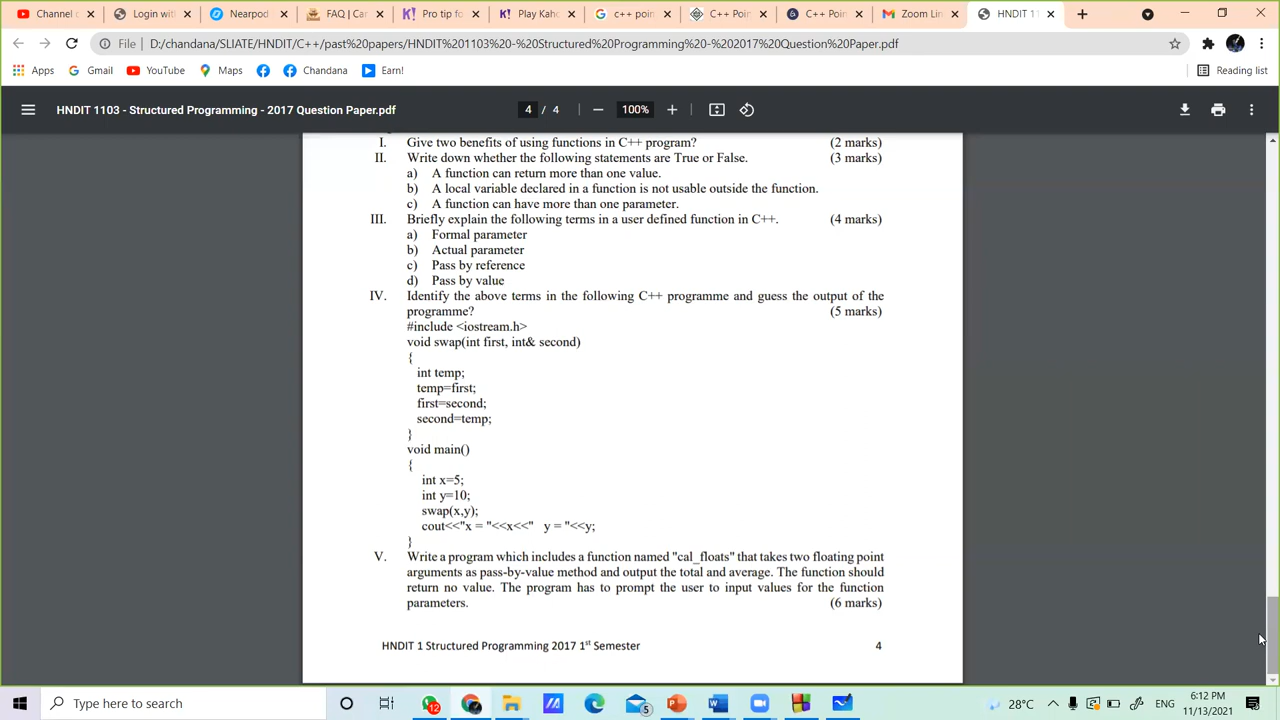 Channel c
Login with
Nearpod
FAQ | Car
Pro tip fo
Play Kaho
c++ poin
C++ Poin
C++ Poin
Zoom Lin
HNDIT 11
File | D:/chandana/SLIATE/HNDIT/C++/past%20papers/HNDIT%201103%20-%20Structured%20Programming%20-%202017%20Question%20Paper.pdf
Apps
Gmail
YouTube
Maps
Chandana
Earn!
Reading list
HNDIT 1103 - Structured Programming - 2017 Question Paper.pdf
4 / 4
100%
I. Give two benefits of using functions in C++ program? (2 marks)
II. Write down whether the following statements are True or False. (3 marks)
a) A function can return more than one value.
b) A local variable declared in a function is not usable outside the function.
c) A function can have more than one parameter.
III. Briefly explain the following terms in a user defined function in C++. (4 marks)
a) Formal parameter
b) Actual parameter
c) Pass by reference
d) Pass by value
IV. Identify the above terms in the following C++ programme and guess the output of the
programme? (5 marks)
#include <iostream.h>
void swap(int first, int& second)
{
int temp;
temp=first;
first=second;
second=temp;
}
void main()
{
int x=5;
int y=10;
swap(x,y);
cout<<"x = "<<x<<" y = "<<y;
}
V. Write a program which includes a function named "cal_floats" that takes two floating point
arguments as pass-by-value method and output the total and average. The function should
return no value. The program has to prompt the user to input values for the function
parameters. (6 marks)
HNDIT 1 Structured Programming 2017 1st Semester 4
Type here to search
12
5
28°C
ENG
6:12 PM
11/13/2021